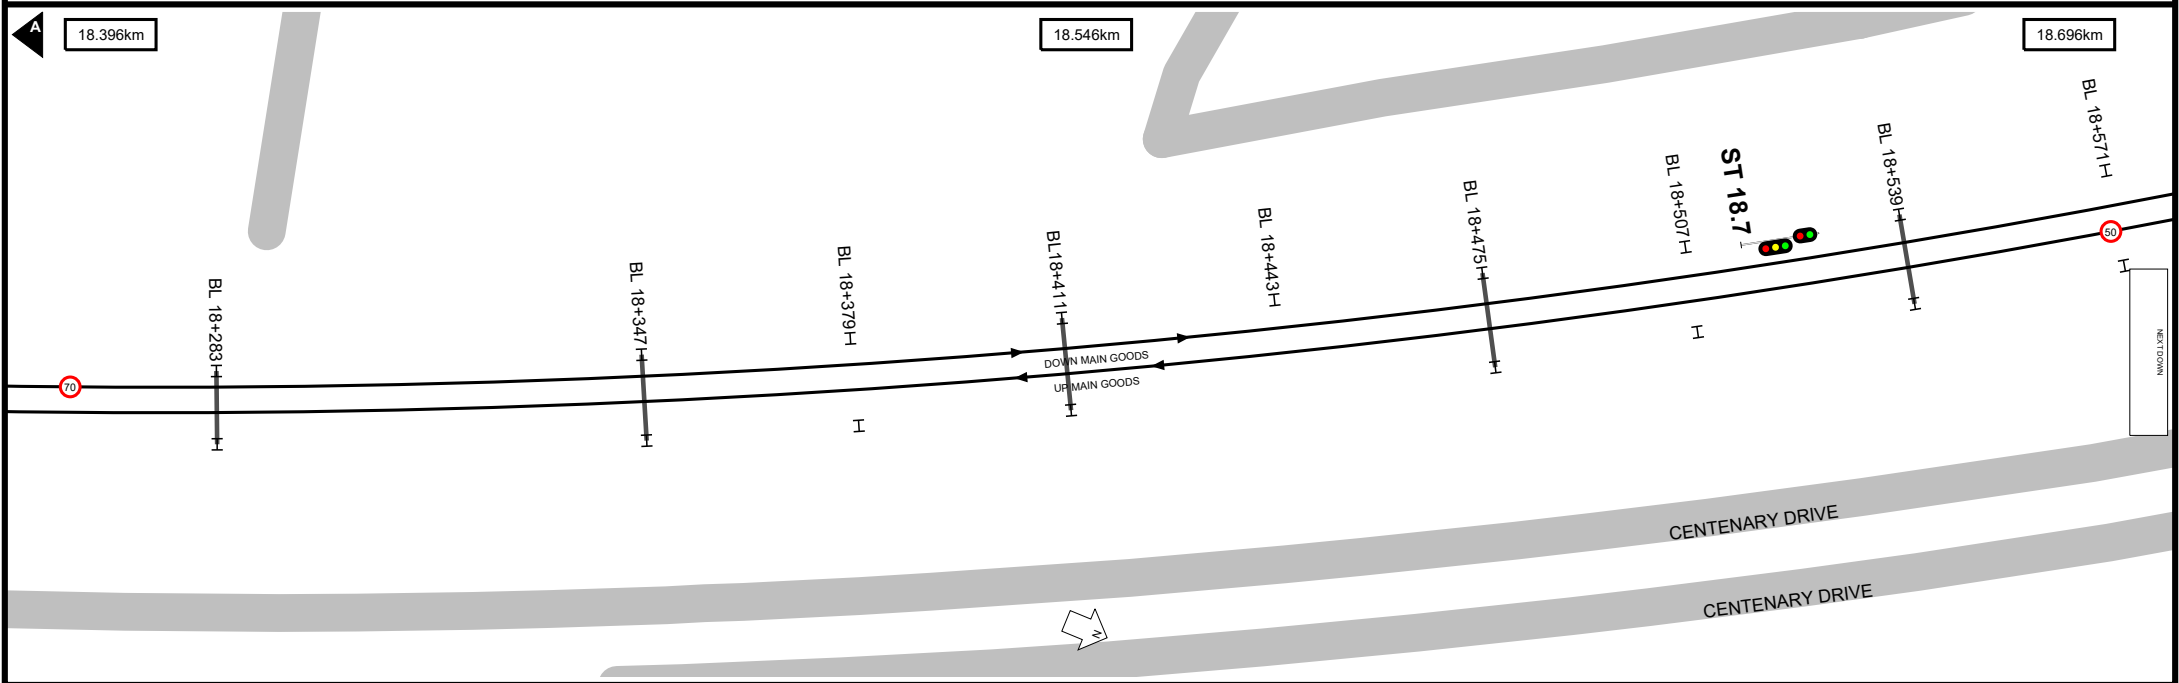 A
18.396km
18.546km
18.696km
BL 18+283
BL 18+347
BL 18+379
BL18+411
BL 18+443
BL 18+475
BL 18+507
ST 18.7
BL 18+539
BL 18+571
70
50
DOWN MAIN GOODS
UP MAIN GOODS
NEXT DOWN
CENTENARY DRIVE
CENTENARY DRIVE
N